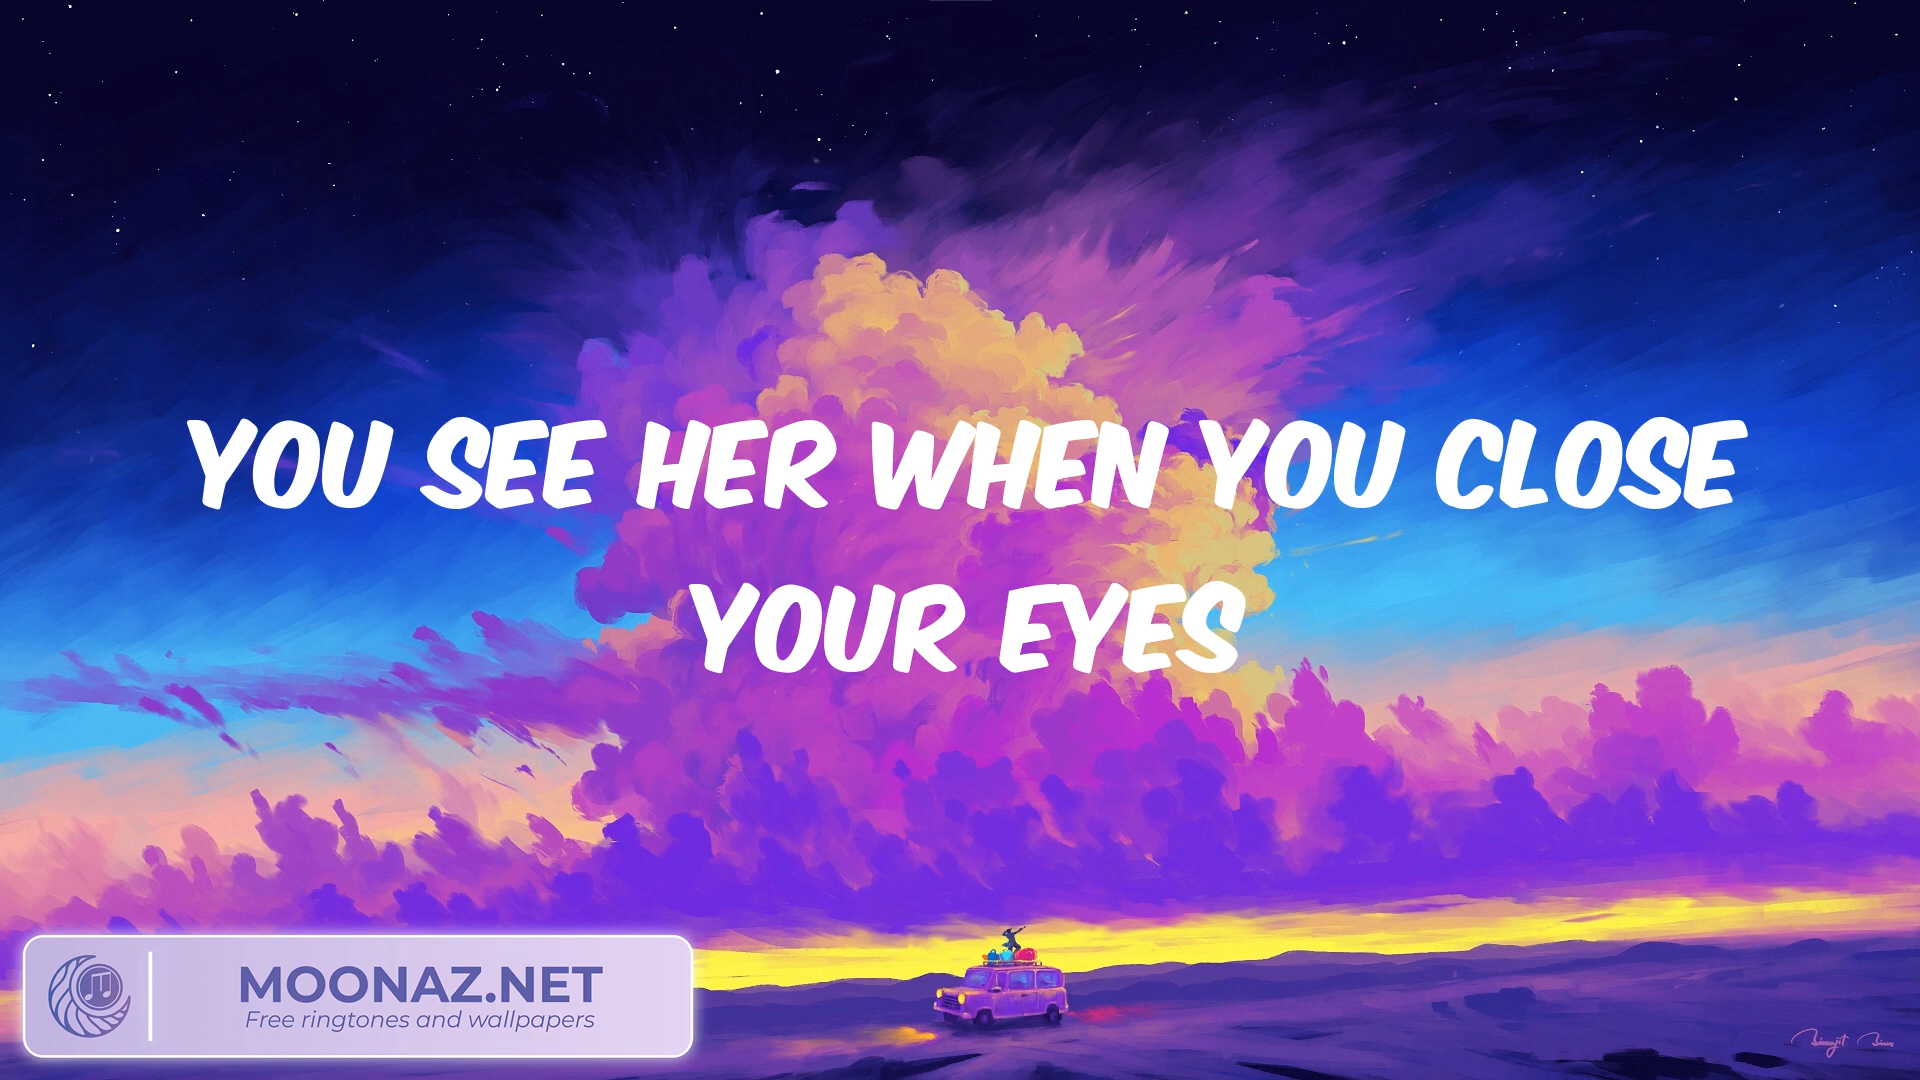 YOU SEE HER WHEN YOU CLOSE
YOUR EYES
MOONAZ.NET
Free ringtones and wallpapers